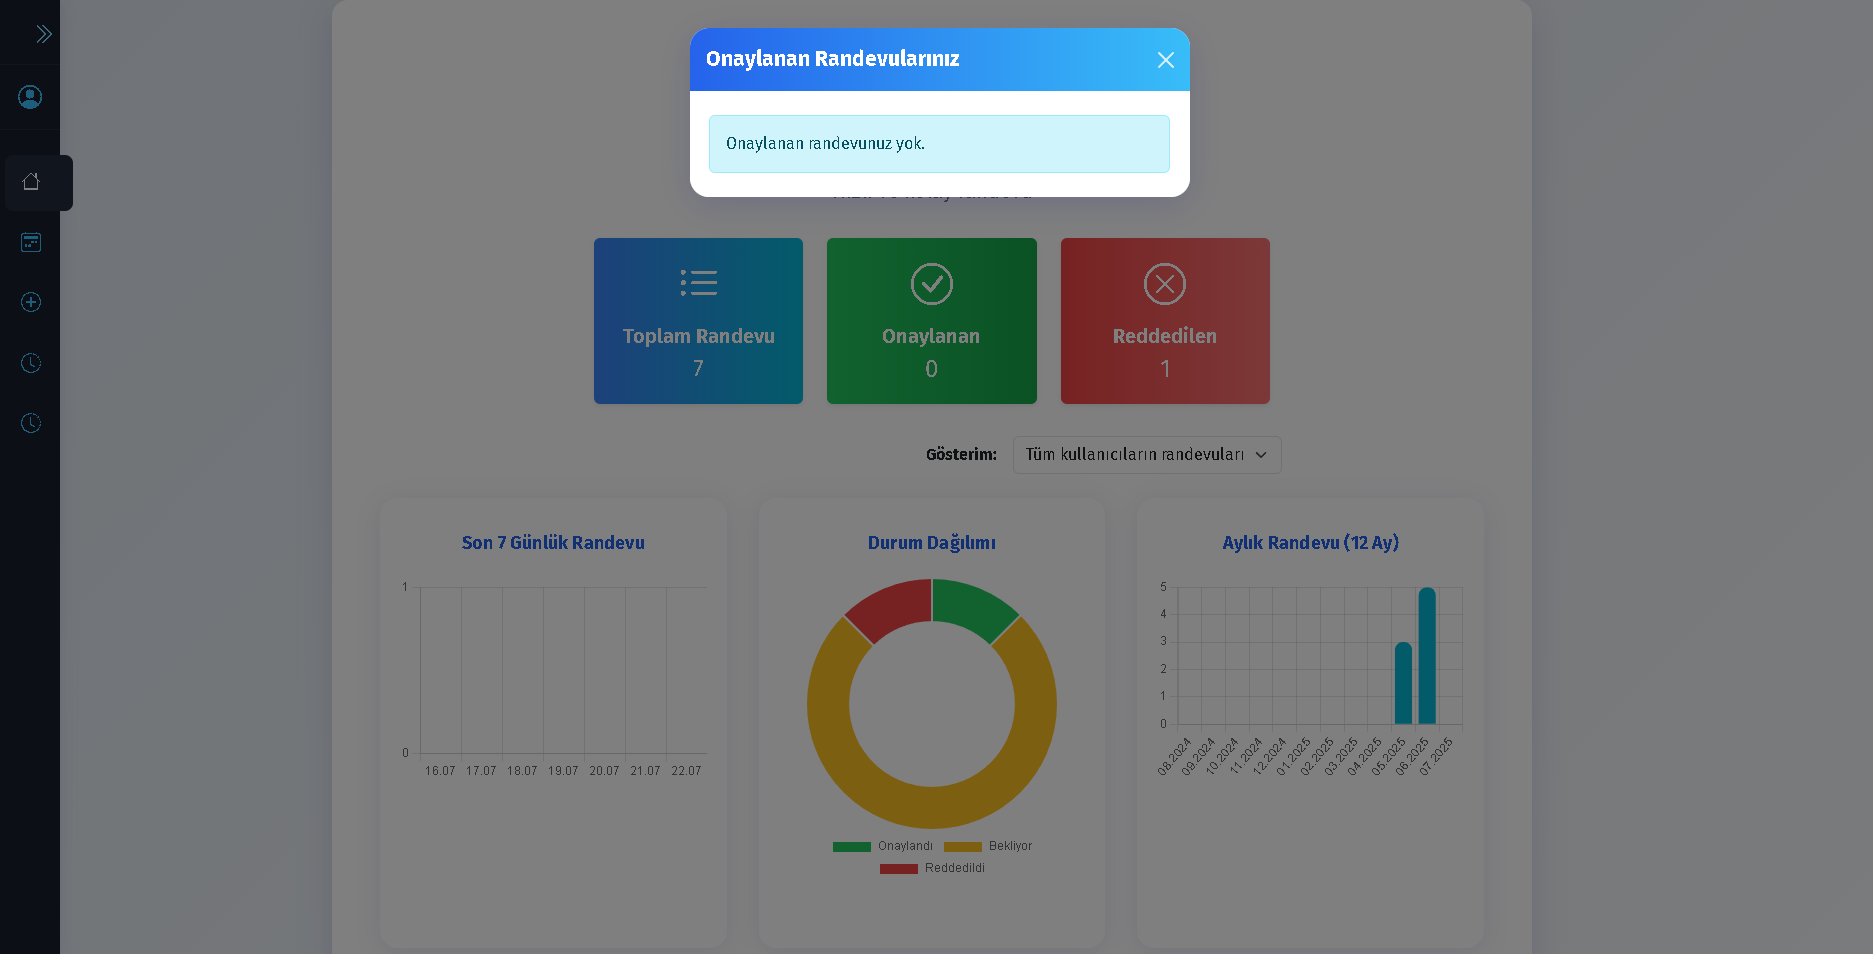 Onaylanan Randevularınız
Onaylanan randevunuz yok.
Toplam Randevu
7
Onaylanan
0
Reddedilen
1
Gösterim:
Tüm kullanıcıların randevuları
Son 7 Günlük Randevu
1
0
16.07 17.07 18.07 19.07 20.07 21.07 22.07
Durum Dağılımı
Onaylandı
Bekliyor
Reddedildi
Aylık Randevu (12 Ay)
5
4
3
2
1
0
08.2024 09.2024 10.2024 11.2024 12.2024 01.2025 02.2025 03.2025 04.2025 05.2025 06.2025 07.2025